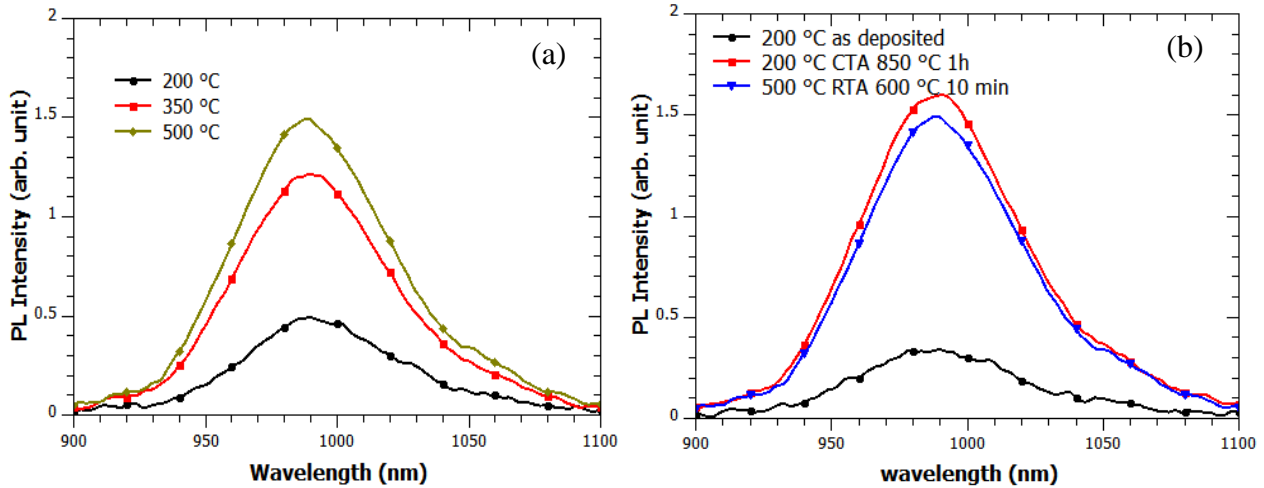 (a)
200 °C
350 °C
500 °C
PL Intensity (arb. unit)
2
1.5
1
0.5
0
900
950
1000
1050
1100
Wavelength (nm)
(b)
200 °C as deposited
200 °C CTA 850 °C 1h
500 °C RTA 600 °C 10 min
PL Intensity (arb. unit)
2
1.5
1
0.5
0
900
950
1000
1050
1100
wavelength (nm)